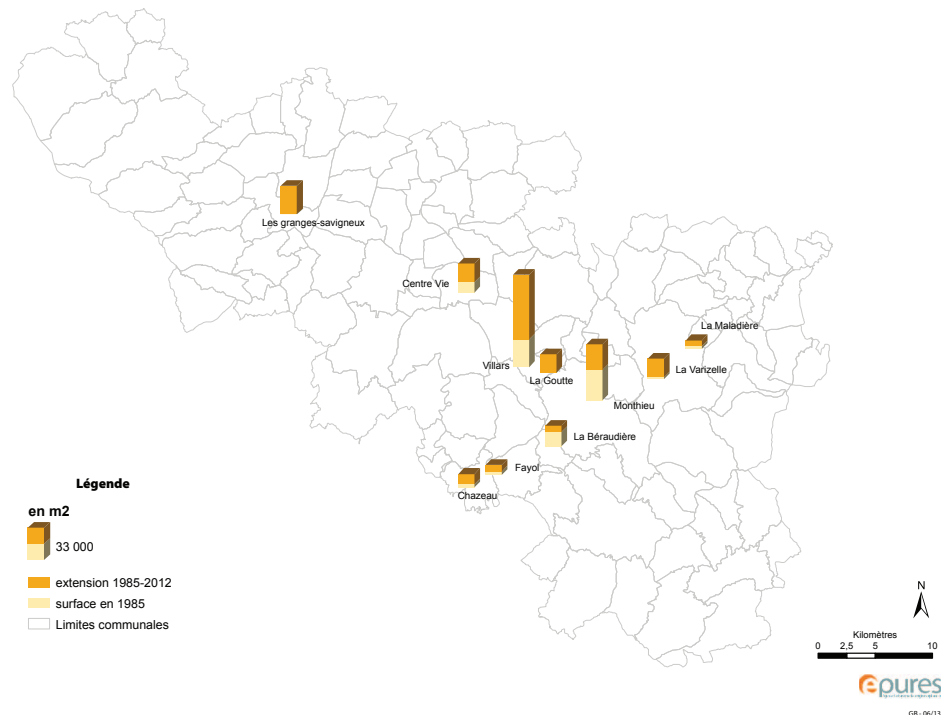 Les granges-savigneux
Centre Vie
La Maladière
Villars
La Goutte
La Varizelle
Monthieu
La Béraudière
Fayol
Chazeau
Légende
en m2
33 000
extension 1985-2012
surface en 1985
Limites communales
N
Kilomètres
0 2,5 5 10
epures
GB - 06/13